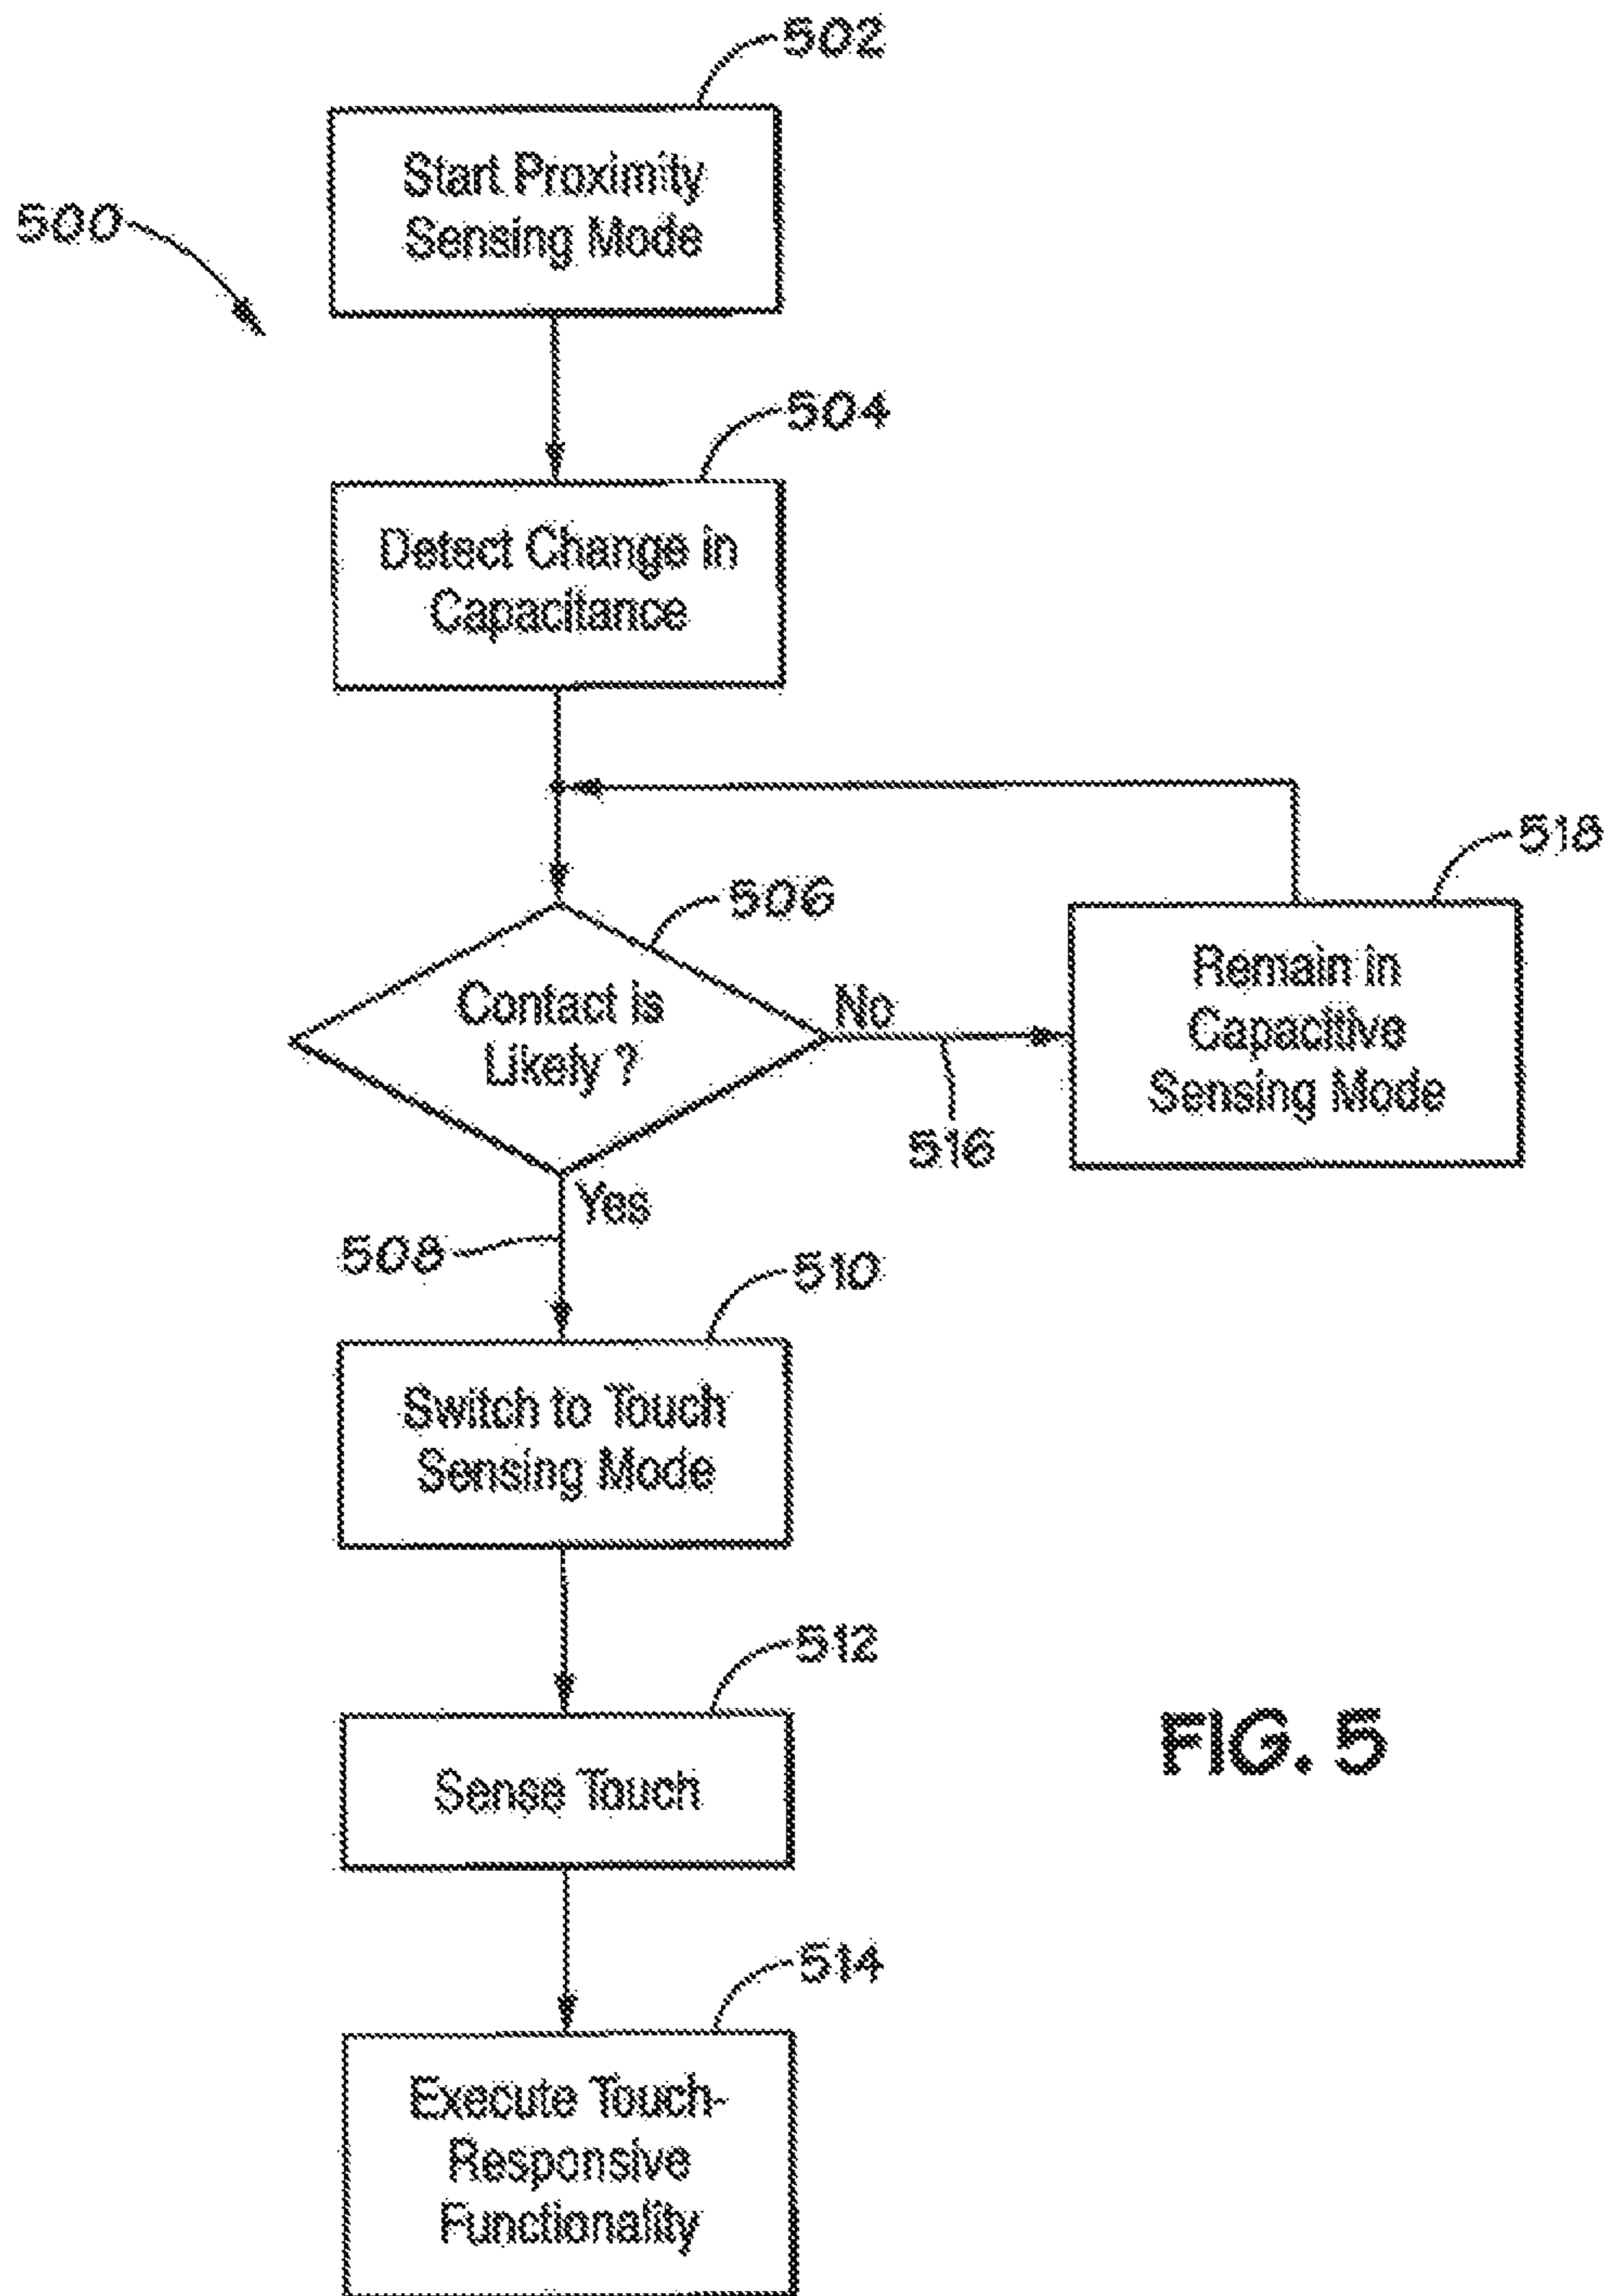 502
Start Proximity
Sensing Mode
500
504
Detect Change in
Capacitance
518
506
Contact is
Likely ?
No
Remain in
Capacitive
Sensing Mode
516
Yes
508
510
Switch to Touch
Sensing Mode
512
Sense Touch
FIG. 5
514
Execute Touch-
Responsive
Functionality